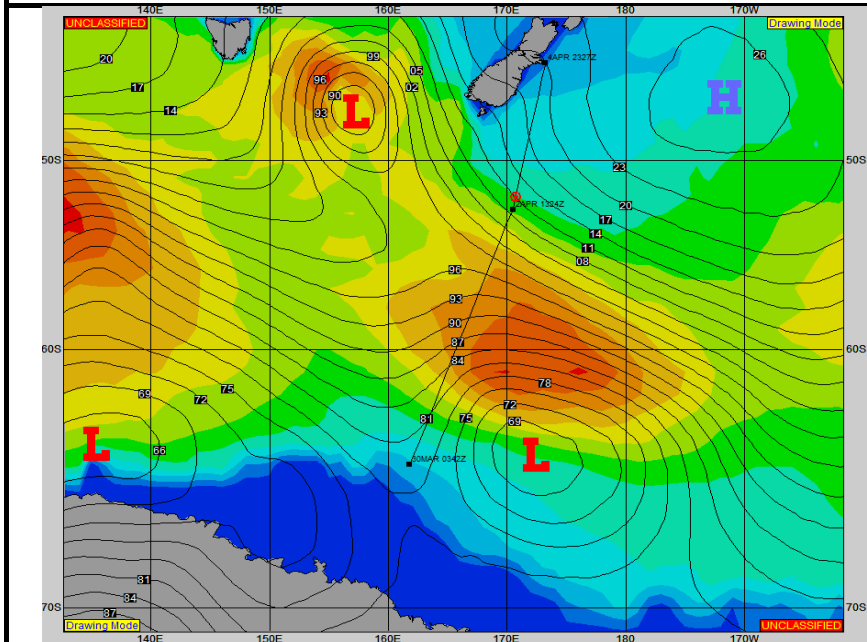 140E 150E 160E 170E 180 170W
UNCLASSIFIED
Drawing Mode
99
26
20
96
05
4APR 2327Z
17
90
02
H
14
93
L
50S
50S
23
2APR 1324Z
20
17
14
11
96
08
93
90
87
60S
60S
84
78
69
75
72
72
81
75
69
L
66
L
30MAR 0342Z
81
84
70S
70S
87
Drawing Mode
UNCLASSIFIED
140E 150E 160E 170E 180 170W